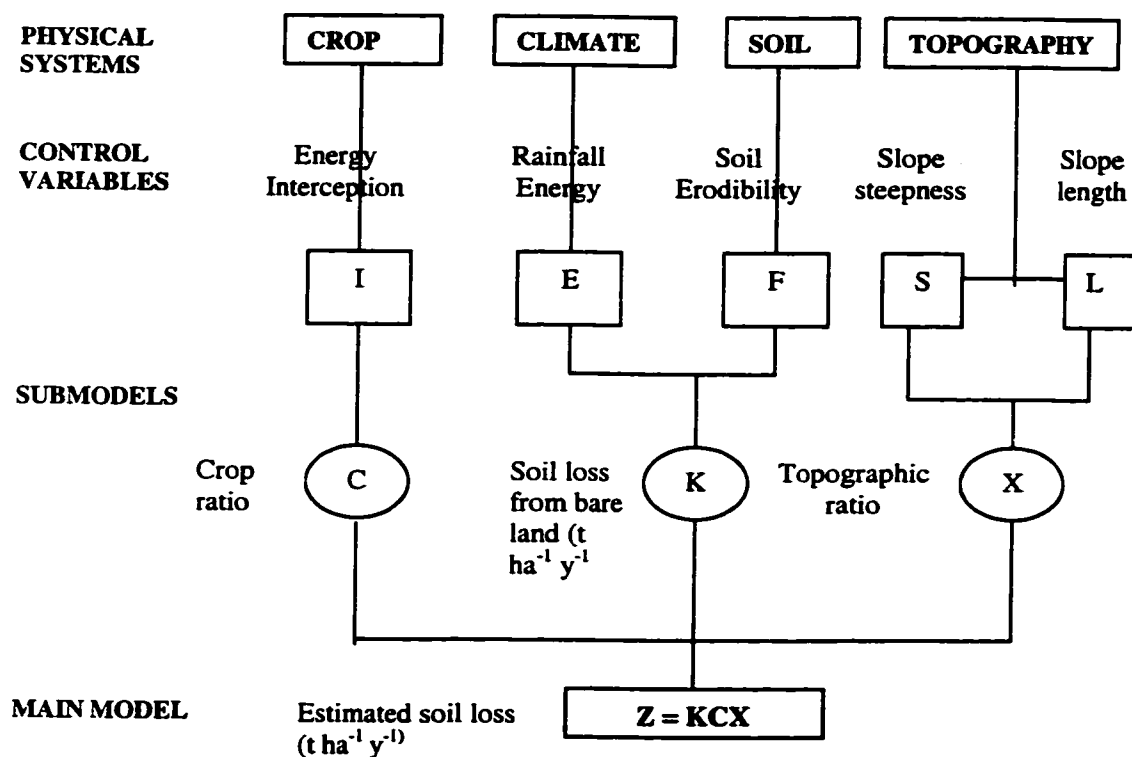 PHYSICAL
SYSTEMS
CROP
CLIMATE
SOIL
TOPOGRAPHY
CONTROL
VARIABLES
Energy
Interception
Rainfall
Energy
Soil
Erodibility
Slope
steepness
Slope
length
I
E
F
S
L
SUBMODELS
Crop
ratio
C
Soil loss
from bare
land (t
ha⁻¹ y⁻¹
K
Topographic
ratio
X
MAIN MODEL
Estimated soil loss
(t ha⁻¹ y⁻¹⁾
Z = KCX